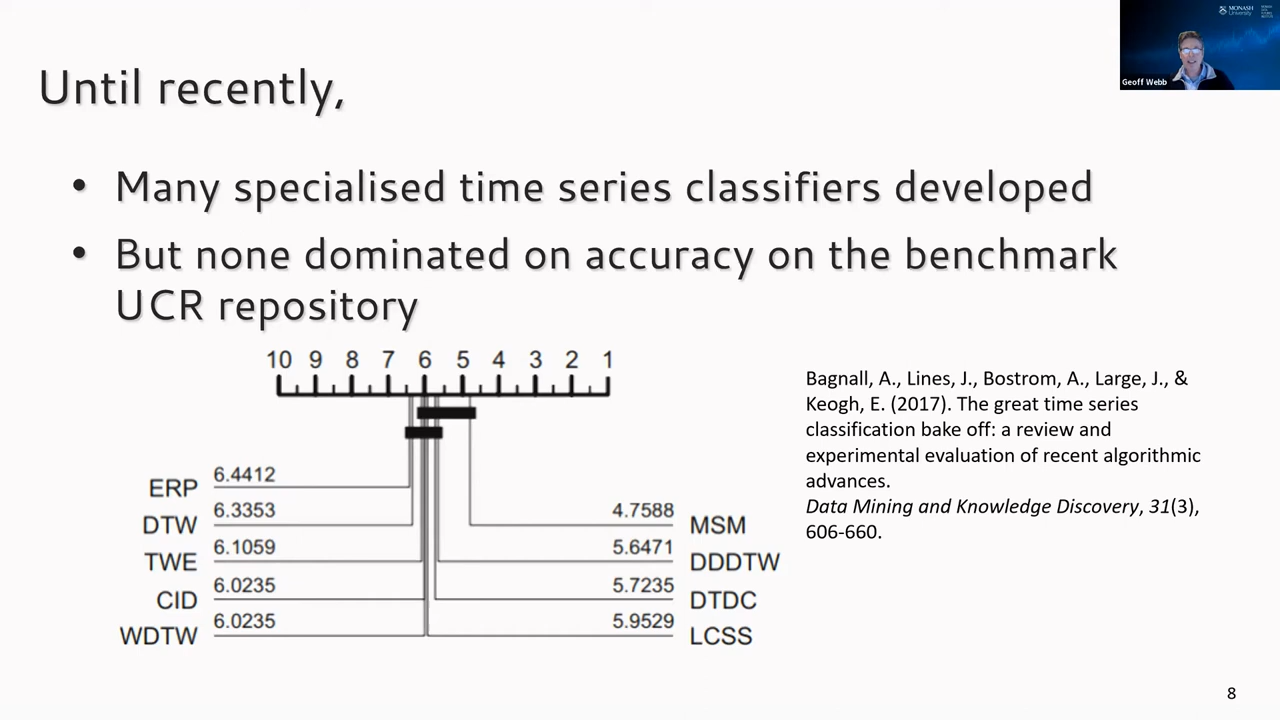 MONASH
University
Geoff Webb
Until recently,
• Many specialised time series classifiers developed
• But none dominated on accuracy on the benchmark
UCR repository
10 9 8 7 6 5 4 3 2 1
ERP 6.4412
DTW 6.3353
TWE 6.1059
CID 6.0235
WDTW 6.0235
4.7588 MSM
5.6471 DDDTW
5.7235 DTDC
5.9529 LCSS
Bagnall, A., Lines, J., Bostrom, A., Large, J., &
Keogh, E. (2017). The great time series
classification bake off: a review and
experimental evaluation of recent algorithmic
advances.
Data Mining and Knowledge Discovery, 31(3),
606-660.
8